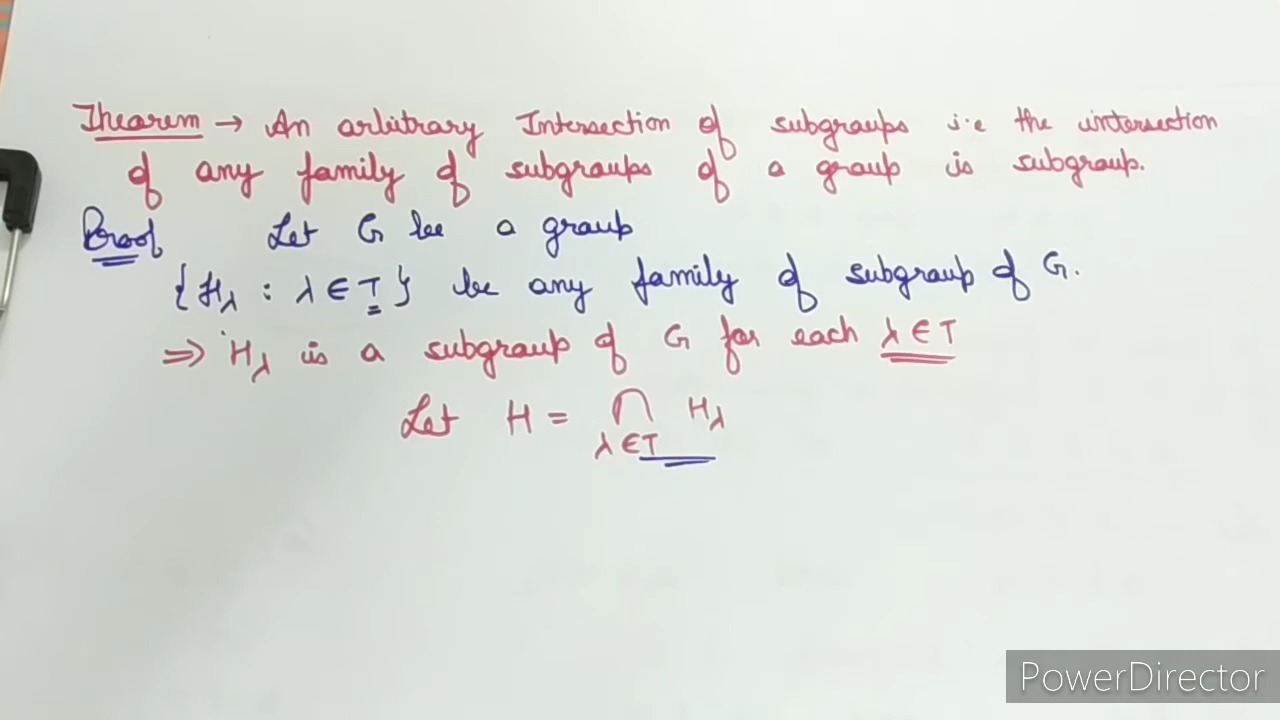 Theorem → An arbitrary Intersection of subgroups i.e the intersection
of any family of subgroups of a group is subgroup.
Proof Let G be a group
{Hλ : λ ∈ T} be any family of subgroup of G.
⇒ Hλ is a subgroup of G for each λ ∈ T
Let H = ⋂ Hλ
λ ∈ T
PowerDirector